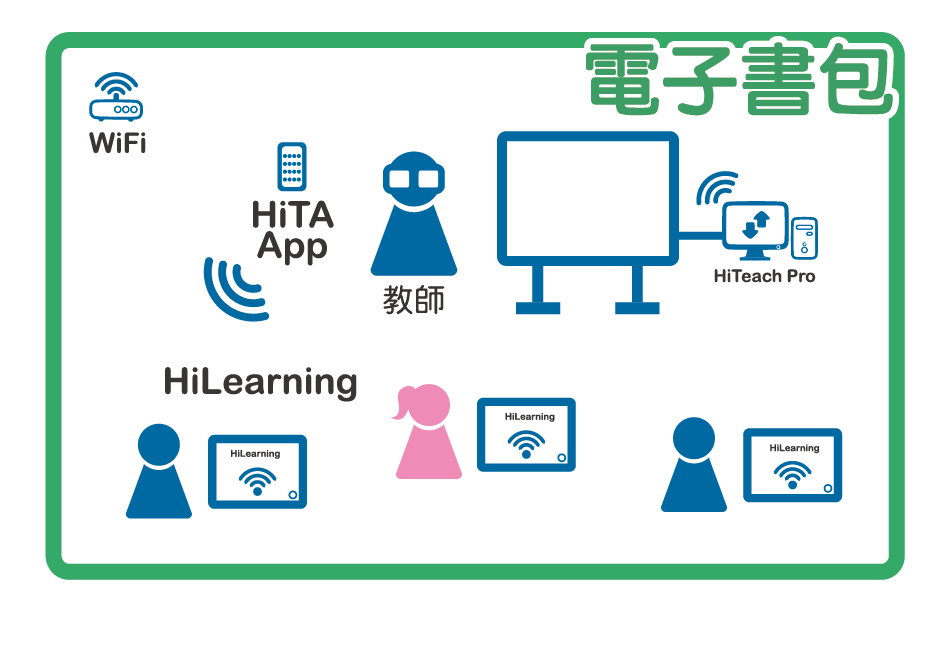 電子書包
WiFi
HiTA
App
教師
HiTeach Pro
HiLearning
HiLearning
HiLearning
HiLearning